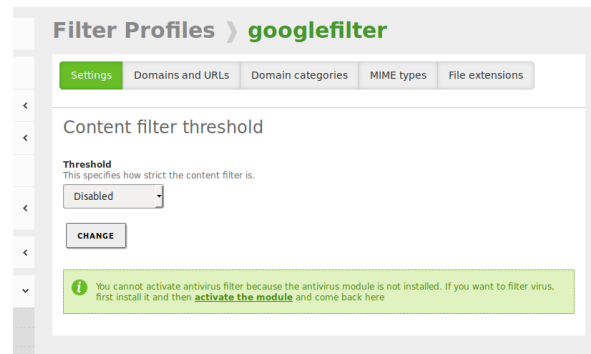 Filter Profiles ❭ googlefilter
Settings Domains and URLs Domain categories MIME types File extensions
Content filter threshold
Threshold
This specifies how strict the content filter is.
Disabled
CHANGE
You cannot activate antivirus filter because the antivirus module is not installed. If you want to filter virus,
first install it and then activate the module and come back here